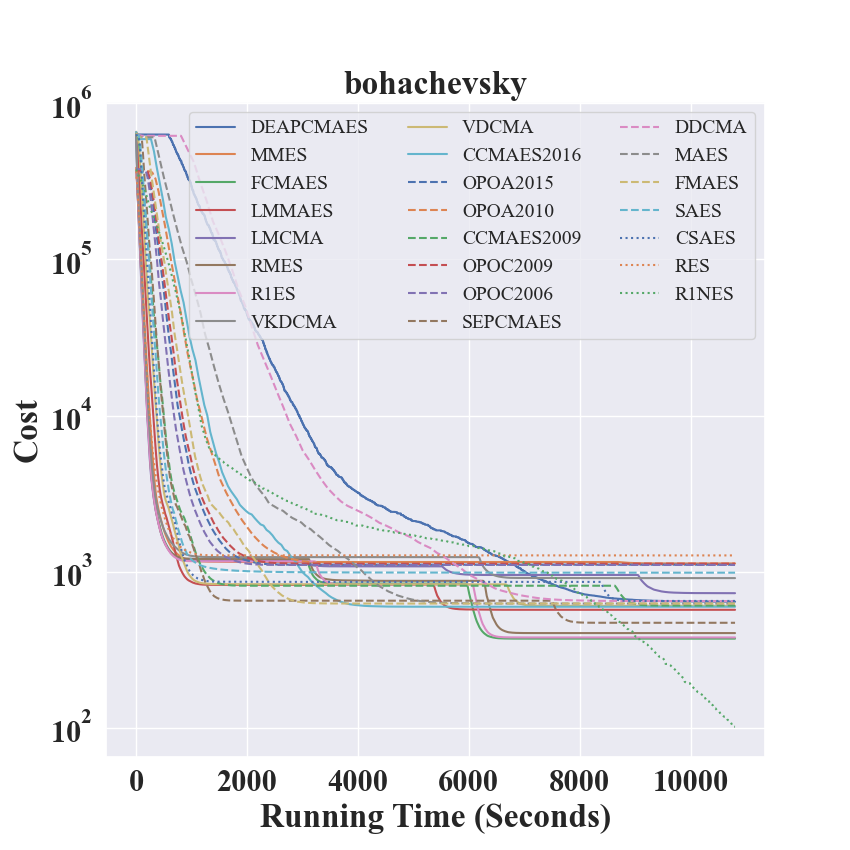 bohachevsky
10^6
10^5
10^4
10^3
10^2
Cost
DEAPCMAES
MMES
FCMAES
LMMAES
LMCMA
RMES
R1ES
VKDCMA
VDCMA
CCMAES2016
OPOA2015
OPOA2010
CCMAES2009
OPOC2009
OPOC2006
SEPCMAES
DDCMA
MAES
FMAES
SAES
CSAES
RES
R1NES
0 2000 4000 6000 8000 10000
Running Time (Seconds)